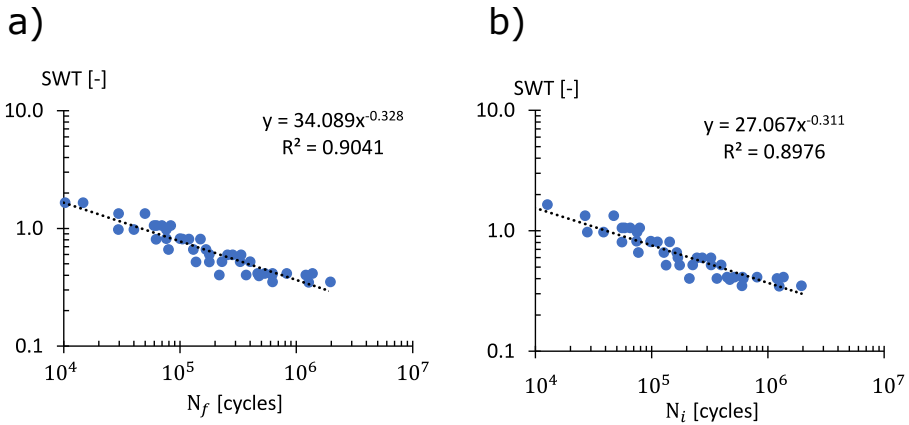 a)
SWT [-]
10.0
y = 34.089x^-0.328
R² = 0.9041
1.0
0.1
10^4 10^5 10^6 10^7
N_f [cycles]
b)
SWT [-]
10.0
y = 27.067x^-0.311
R² = 0.8976
1.0
0.1
10^4 10^5 10^6 10^7
N_i [cycles]